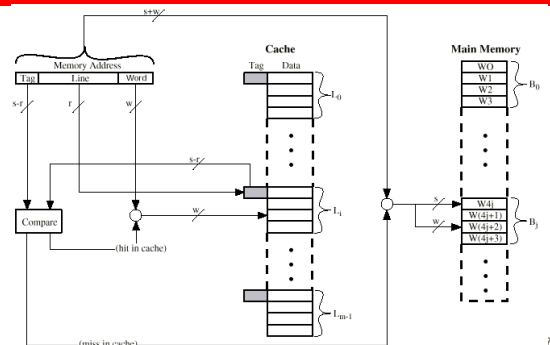 s+w
Cache
Main Memory
Memory Address
Tag Data
Tag Line Word
W0
W1
W2
W3
B0
L0
s-r
r
w
s-r
Compare
w
Li
s
w
W4j
W(4j+1)
W(4j+2)
W(4j+3)
Bj
(hit in cache)
Lm-1
(miss in cache)